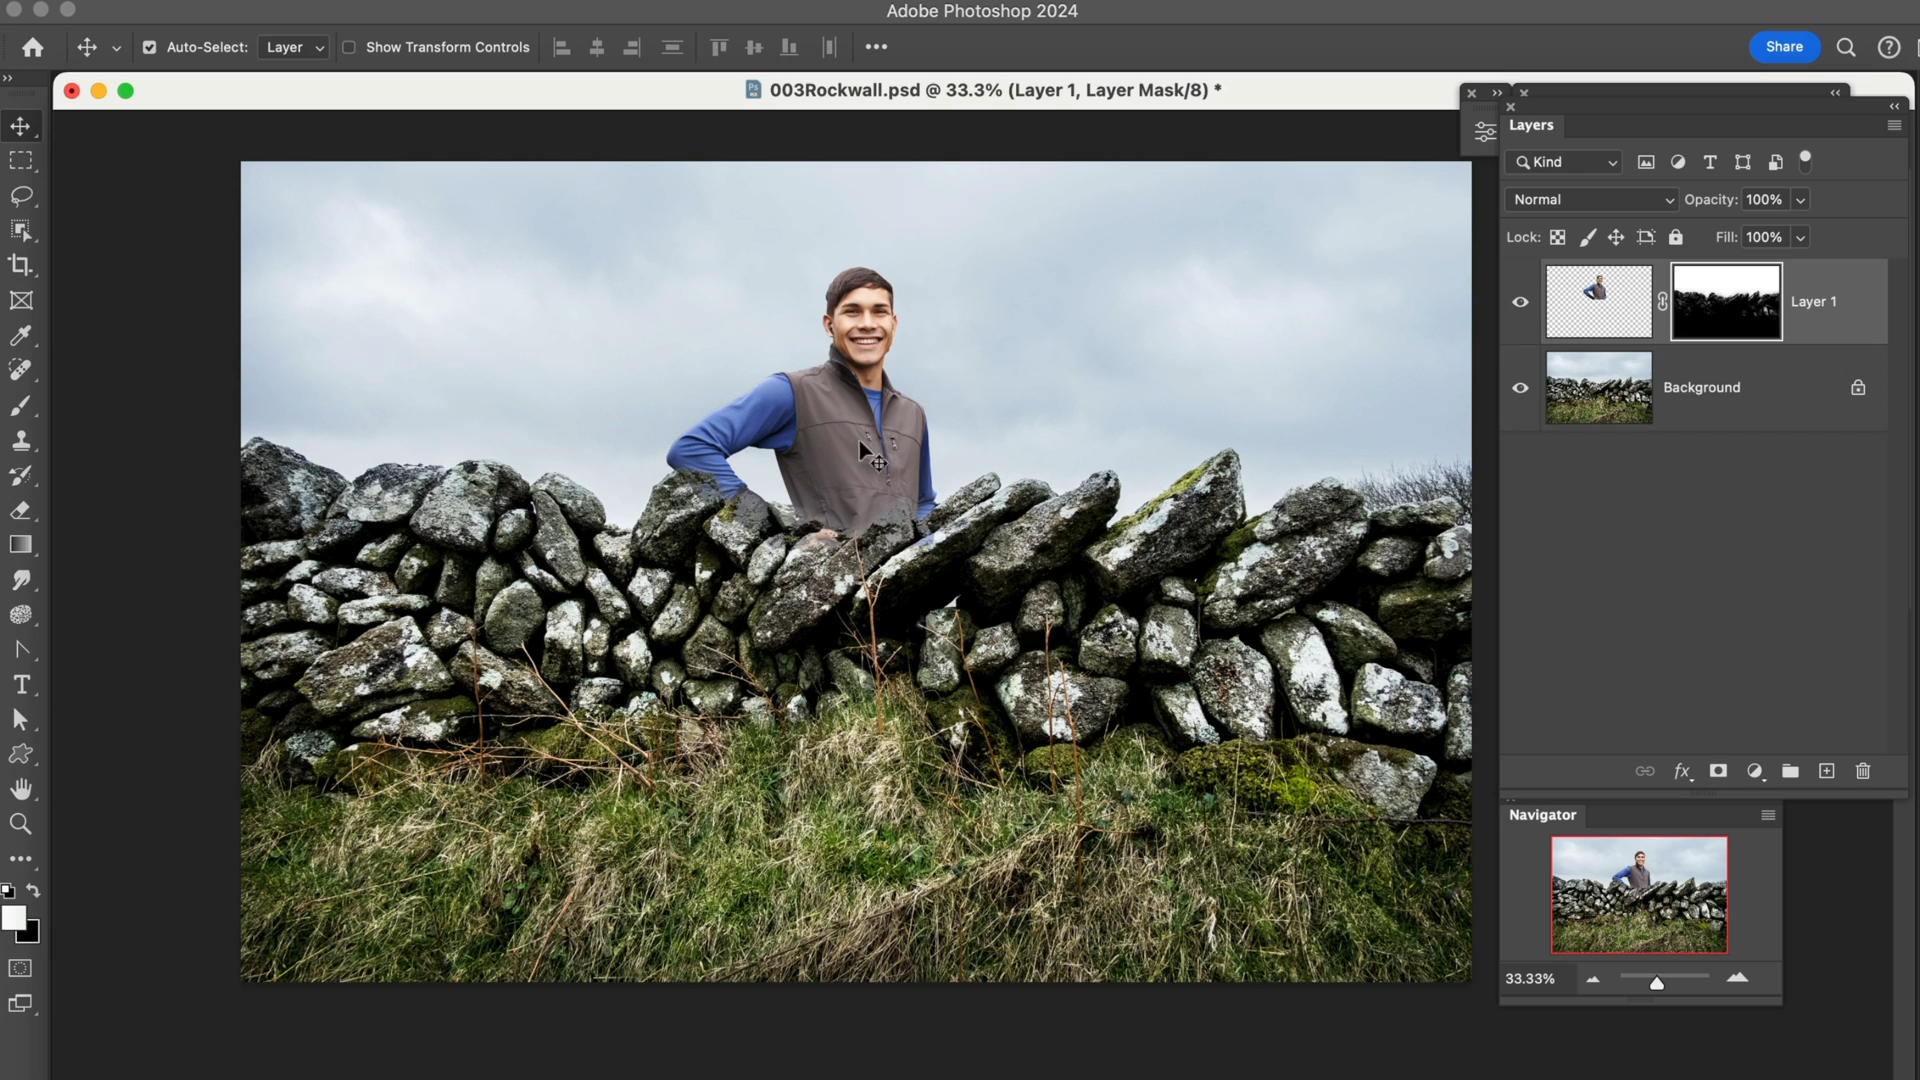 Adobe Photoshop 2024
Auto-Select: Layer Show Transform Controls
Share
003Rockwall.psd @ 33.3% (Layer 1, Layer Mask/8) *
Layers
Kind
Normal Opacity: 100%
Lock: Fill: 100%
Layer 1
Background
Navigator
33.33%